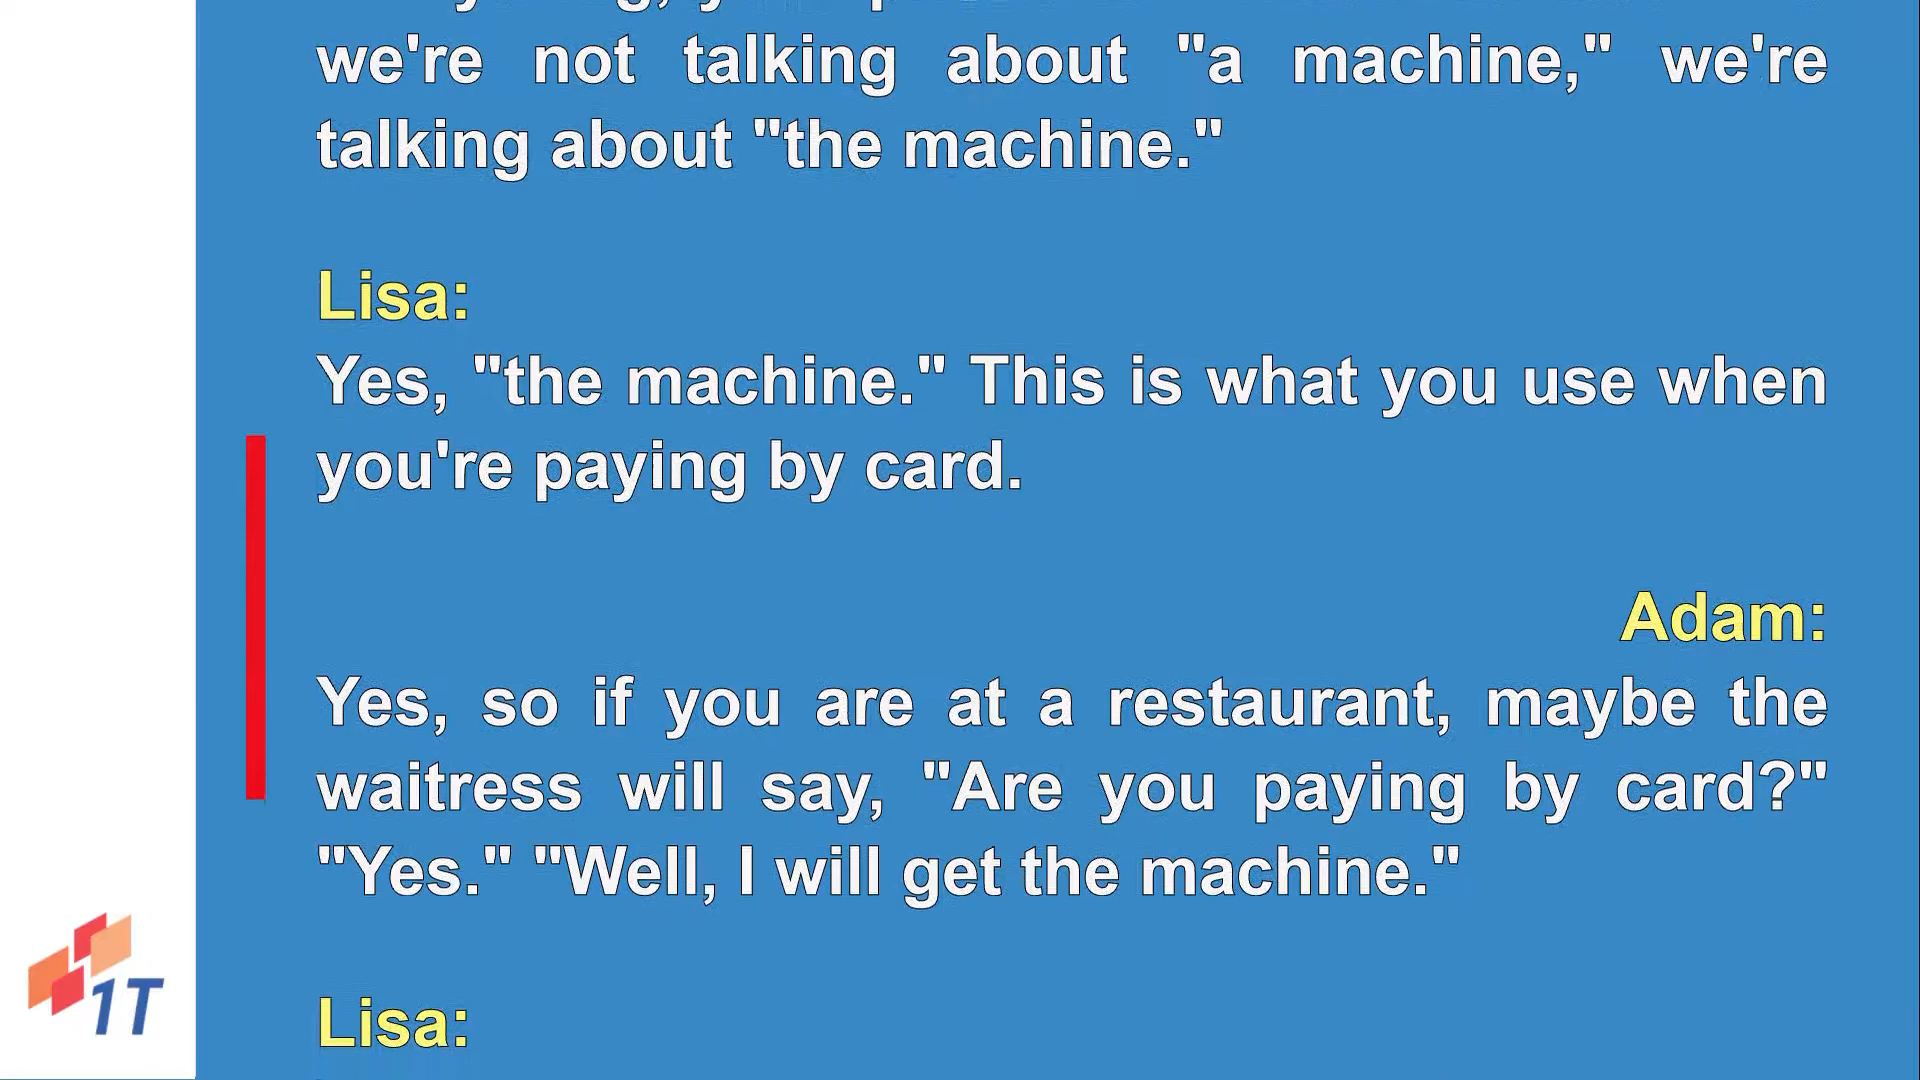 we're not talking about "a machine," we're
talking about "the machine."
Lisa:
Yes, "the machine." This is what you use when
you're paying by card.
Adam:
Yes, so if you are at a restaurant, maybe the
waitress will say, "Are you paying by card?"
"Yes." "Well, I will get the machine."
Lisa:
1T